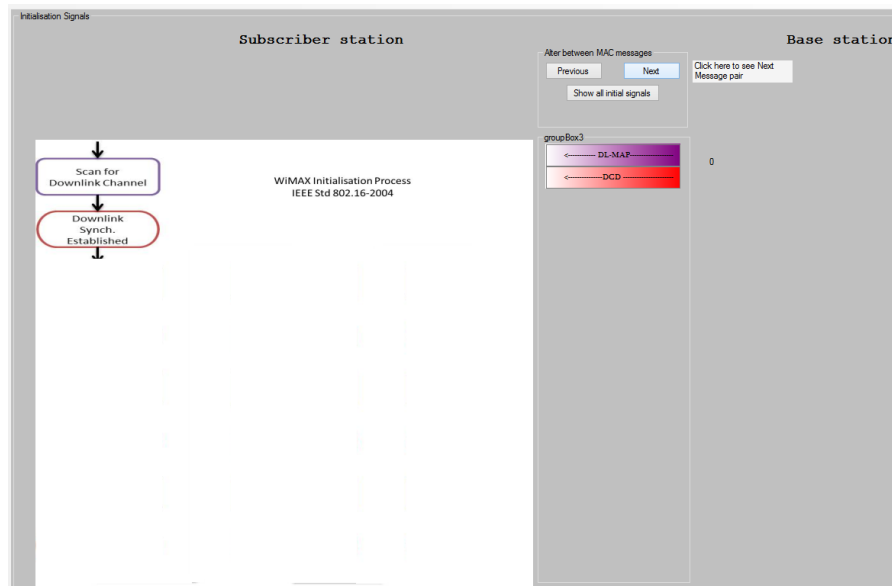 Initialisation Signals
Subscriber station
Base station
Alter between MAC messages
Previous
Next
Click here to see Next
Message pair
Show all initial signals
groupBox3
<---------- DL-MAP ---------------
<---------- DCD ---------------
0
Scan for
Downlink Channel
WiMAX Initialisation Process
IEEE Std 802.16-2004
Downlink
Synch.
Established